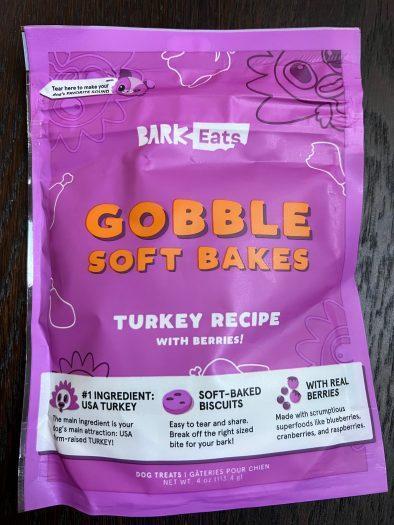 Tear here to make your
dog's FAVORITE SOUND
BARK Eats
GOBBLE
SOFT BAKES
TURKEY RECIPE
WITH BERRIES!
#1 INGREDIENT:
USA TURKEY
The main ingredient is your
dog's main attraction: USA
farm-raised TURKEY!
SOFT-BAKED
BISCUITS
Easy to tear and share.
Break off the right sized
bite for your bark!
WITH REAL
BERRIES
Made with scrumptious
superfoods like blueberries,
cranberries, and raspberries.
DOG TREATS | GÂTERIES POUR CHIEN
NET WT. 4 oz (113.4g)